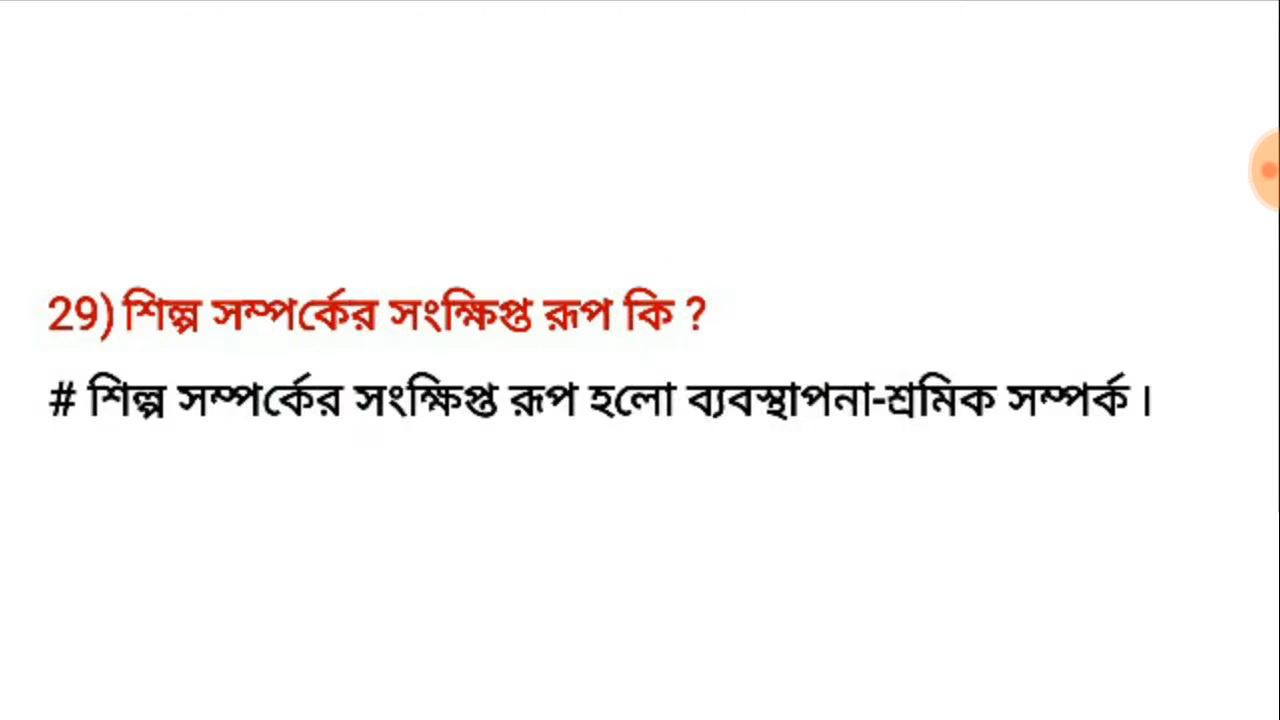 29) শিল্প সম্পর্কের সংক্ষিপ্ত রূপ কি ?
# শিল্প সম্পর্কের সংক্ষিপ্ত রূপ হলো ব্যবস্থাপনা-শ্রমিক সম্পর্ক।